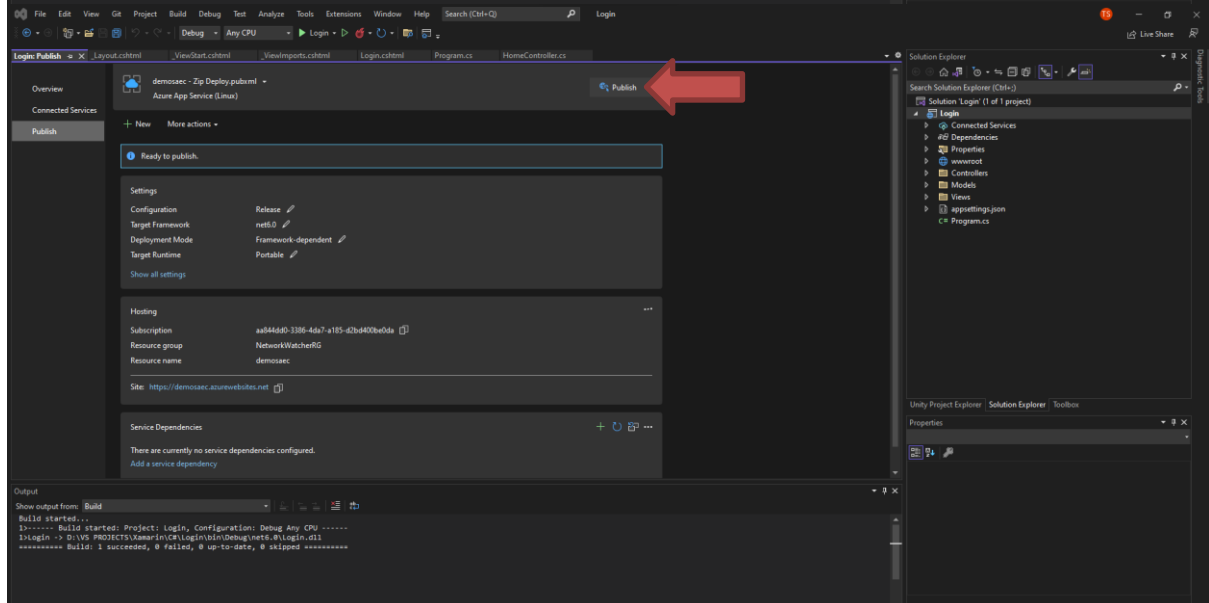 File Edit View Git Project Build Debug Test Analyze Tools Extensions Window Help Search (Ctrl+Q) Login TS
Debug Any CPU Login Live Share
Login: Publish _Layout.cshtml _ViewStart.cshtml _ViewImports.cshtml Login.cshtml Program.cs HomeController.cs
Overview
Connected Services
Publish
demosaec - Zip Deploy.pubxml
Azure App Service (Linux)
Publish
+ New More actions
Ready to publish.
Settings
Configuration Release
Target Framework net6.0
Deployment Mode Framework-dependent
Target Runtime Portable
Show all settings
Hosting
Subscription aa844dd0-3386-4da7-a185-d2bd400be0da
Resource group NetworkWatcherRG
Resource name demosaec
Site: https://demosaec.azurewebsites.net
Service Dependencies
There are currently no service dependencies configured.
Add a service dependency
Output
Show output from: Build
Build started...
1>------ Build started: Project: Login, Configuration: Debug Any CPU ------
1>Login -> D:\VS PROJECTS\Xamarin\C#\Login\bin\Debug\net6.0\Login.dll
========== Build: 1 succeeded, 0 failed, 0 up-to-date, 0 skipped ==========
Solution Explorer
Search Solution Explorer (Ctrl+;)
Solution 'Login' (1 of 1 project)
Login
Connected Services
Dependencies
Properties
wwwroot
Controllers
Models
Views
appsettings.json
C# Program.cs
Unity Project Explorer Solution Explorer Toolbox
Properties
Diagnostic Tools